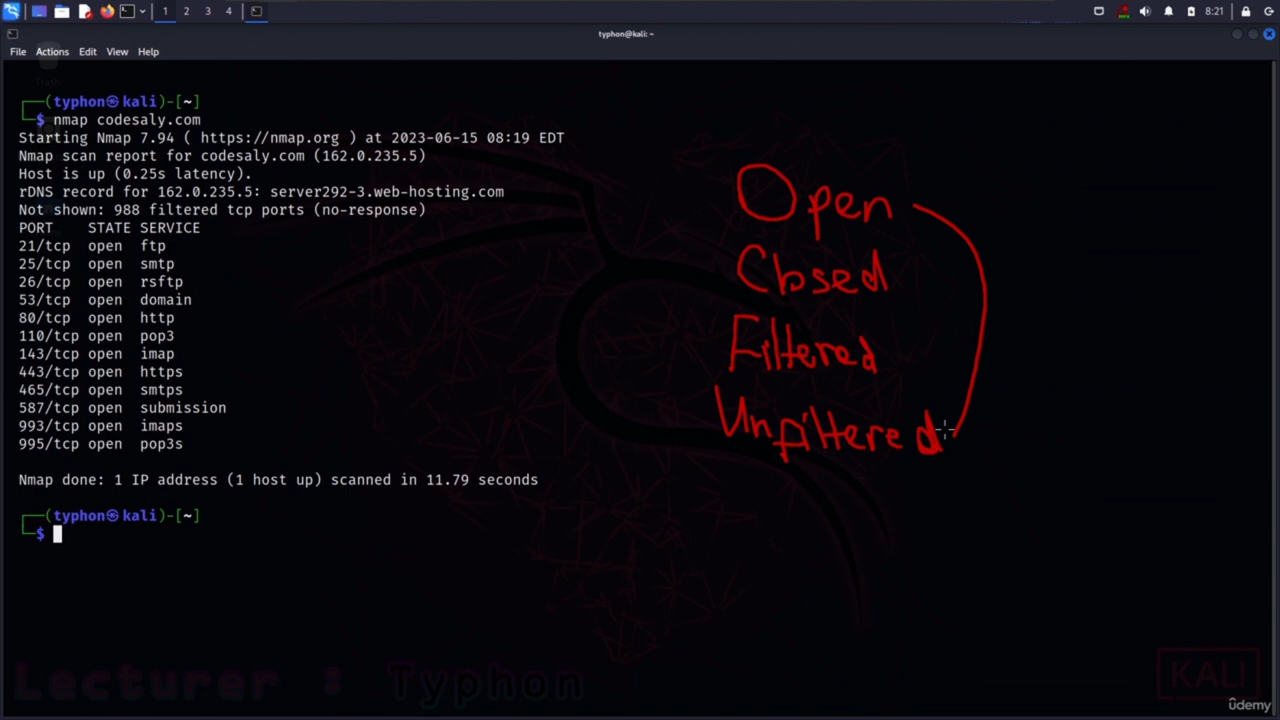 1 2 3 4
8:21
typhon@kali: ~
File Actions Edit View Help
Trash
┌──(typhon㉿kali)-[~]
└─$ nmap codesaly.com
Starting Nmap 7.94 ( https://nmap.org ) at 2023-06-15 08:19 EDT
Nmap scan report for codesaly.com (162.0.235.5)
Host is up (0.25s latency).
rDNS record for 162.0.235.5: server292-3.web-hosting.com
Not shown: 988 filtered tcp ports (no-response)
PORT    STATE SERVICE
21/tcp  open  ftp
25/tcp  open  smtp
26/tcp  open  rsftp
53/tcp  open  domain
80/tcp  open  http
110/tcp open  pop3
143/tcp open  imap
443/tcp open  https
465/tcp open  smtps
587/tcp open  submission
993/tcp open  imaps
995/tcp open  pop3s
Nmap done: 1 IP address (1 host up) scanned in 11.79 seconds
┌──(typhon㉿kali)-[~]
└─$
Open
Closed
Filtered
Unfiltered
Lecturer : Typhon
KALI
ûdemy